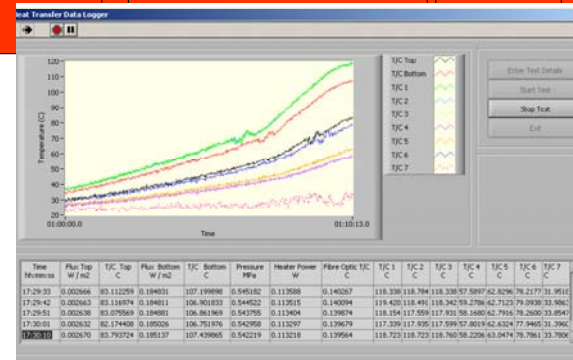 Heat Transfer Data Logger
120
110
100
90
80
70
60
50
40
30
20
Temperature (C)
01:00:00.0
01:10:13.0
Time
T/C Top
T/C Bottom
T/C 1
T/C 2
T/C 3
T/C 4
T/C 5
T/C 6
T/C 7
Enter Test Details
Start Test
Stop Test
Exit
Time Flux Top T/C Top Flux Bottom T/C Bottom Pressure Heater Power Fibre Optic T/C T/C 1 T/C 2 T/C 3 T/C 4 T/C 5 T/C 6 T/C 7
hh:mm:ss W / m2 C W / m2 C MPa W C C C C C C C C
17:29:33 0.002666 83.112259 0.184831 107.199898 0.545182 0.113588 0.140267 118.338 118.784 118.338 57.5897 62.8296 78.2177 31.9518
17:29:42 0.002663 83.116974 0.184811 106.901833 0.544522 0.113515 0.140094 119.420 118.491 118.342 59.2786 62.7123 79.0938 33.9863
17:29:51 0.002638 83.075569 0.184881 106.861969 0.543755 0.113409 0.139874 118.154 117.559 117.931 58.1680 62.7916 78.2600 33.8547
17:30:01 0.002632 82.174408 0.185026 106.751976 0.542958 0.113297 0.139679 117.339 117.935 117.599 57.8019 62.6324 77.9465 31.3960
17:30:10 0.002670 83.793724 0.185137 107.439865 0.542219 0.113218 0.139564 118.723 118.723 118.760 58.2206 63.0474 78.8361 33.7806